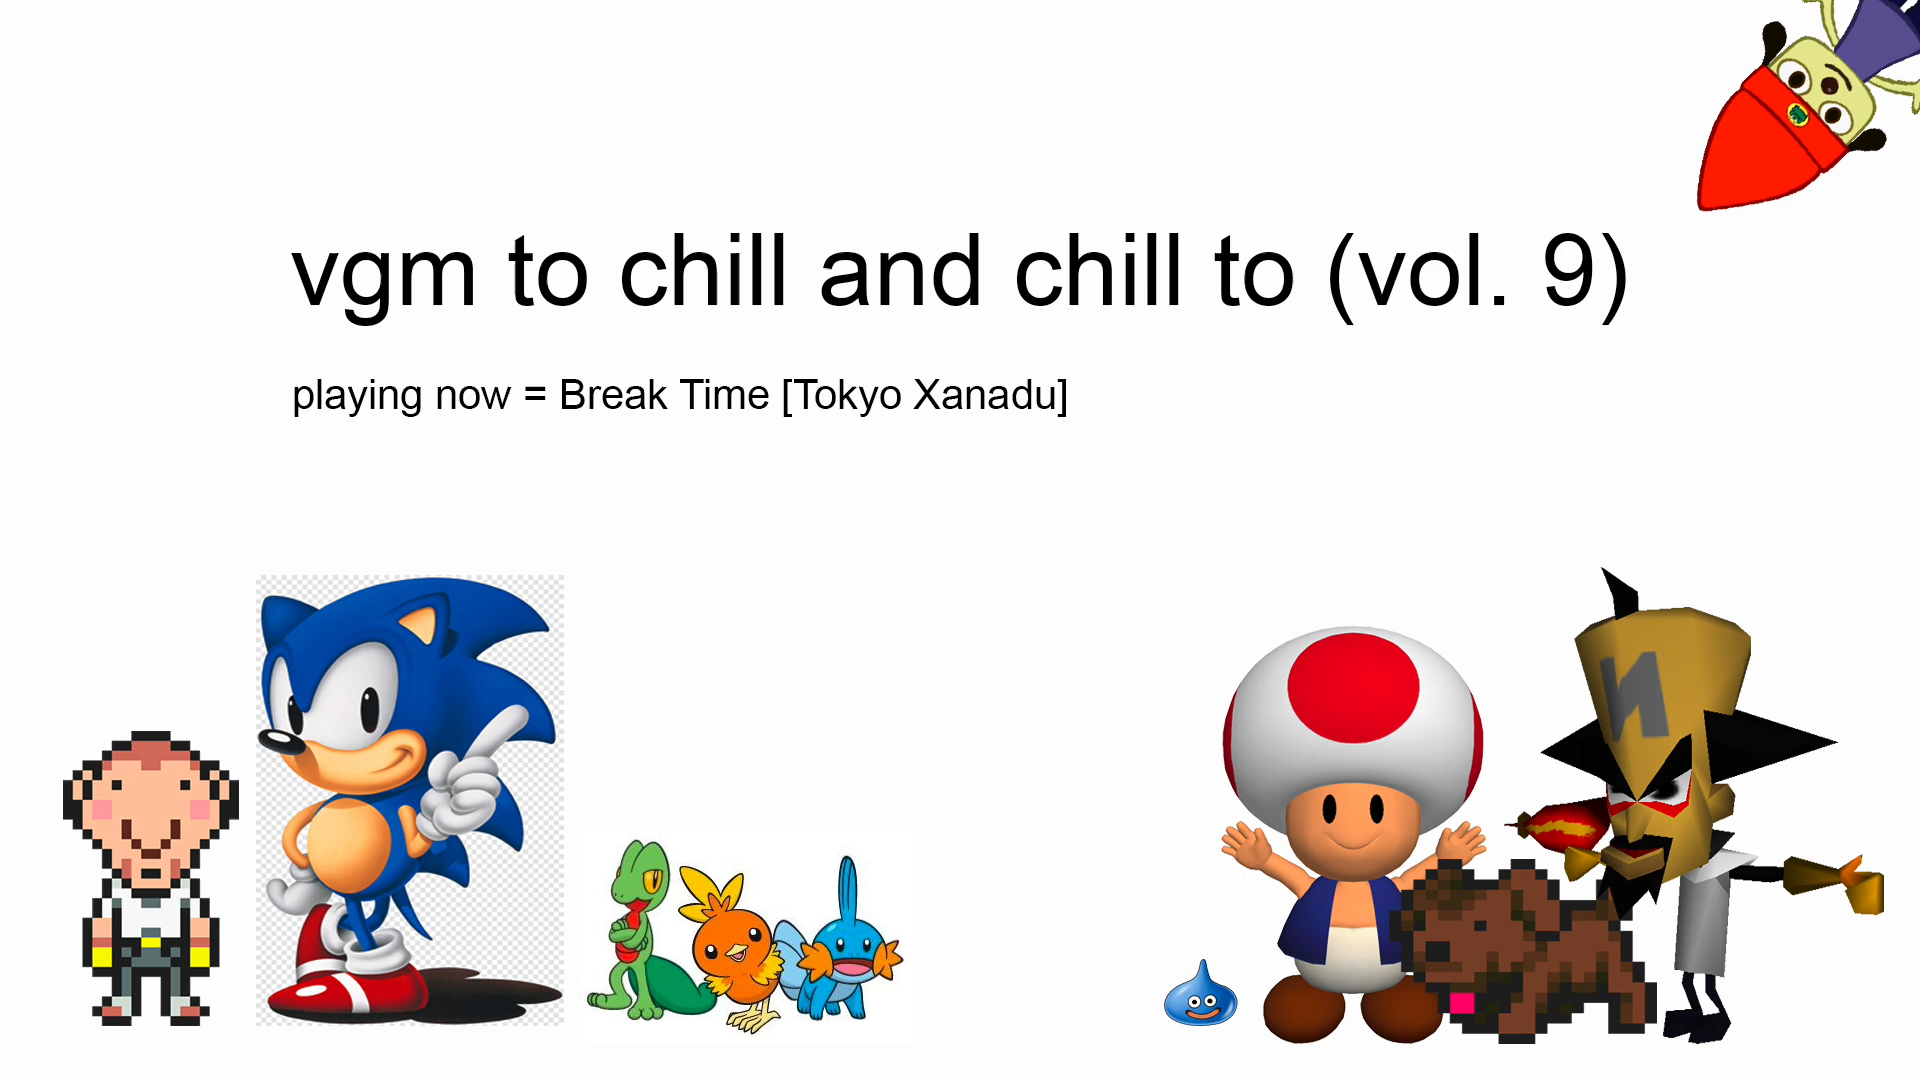 vgm to chill and chill to (vol. 9)
playing now = Break Time [Tokyo Xanadu]